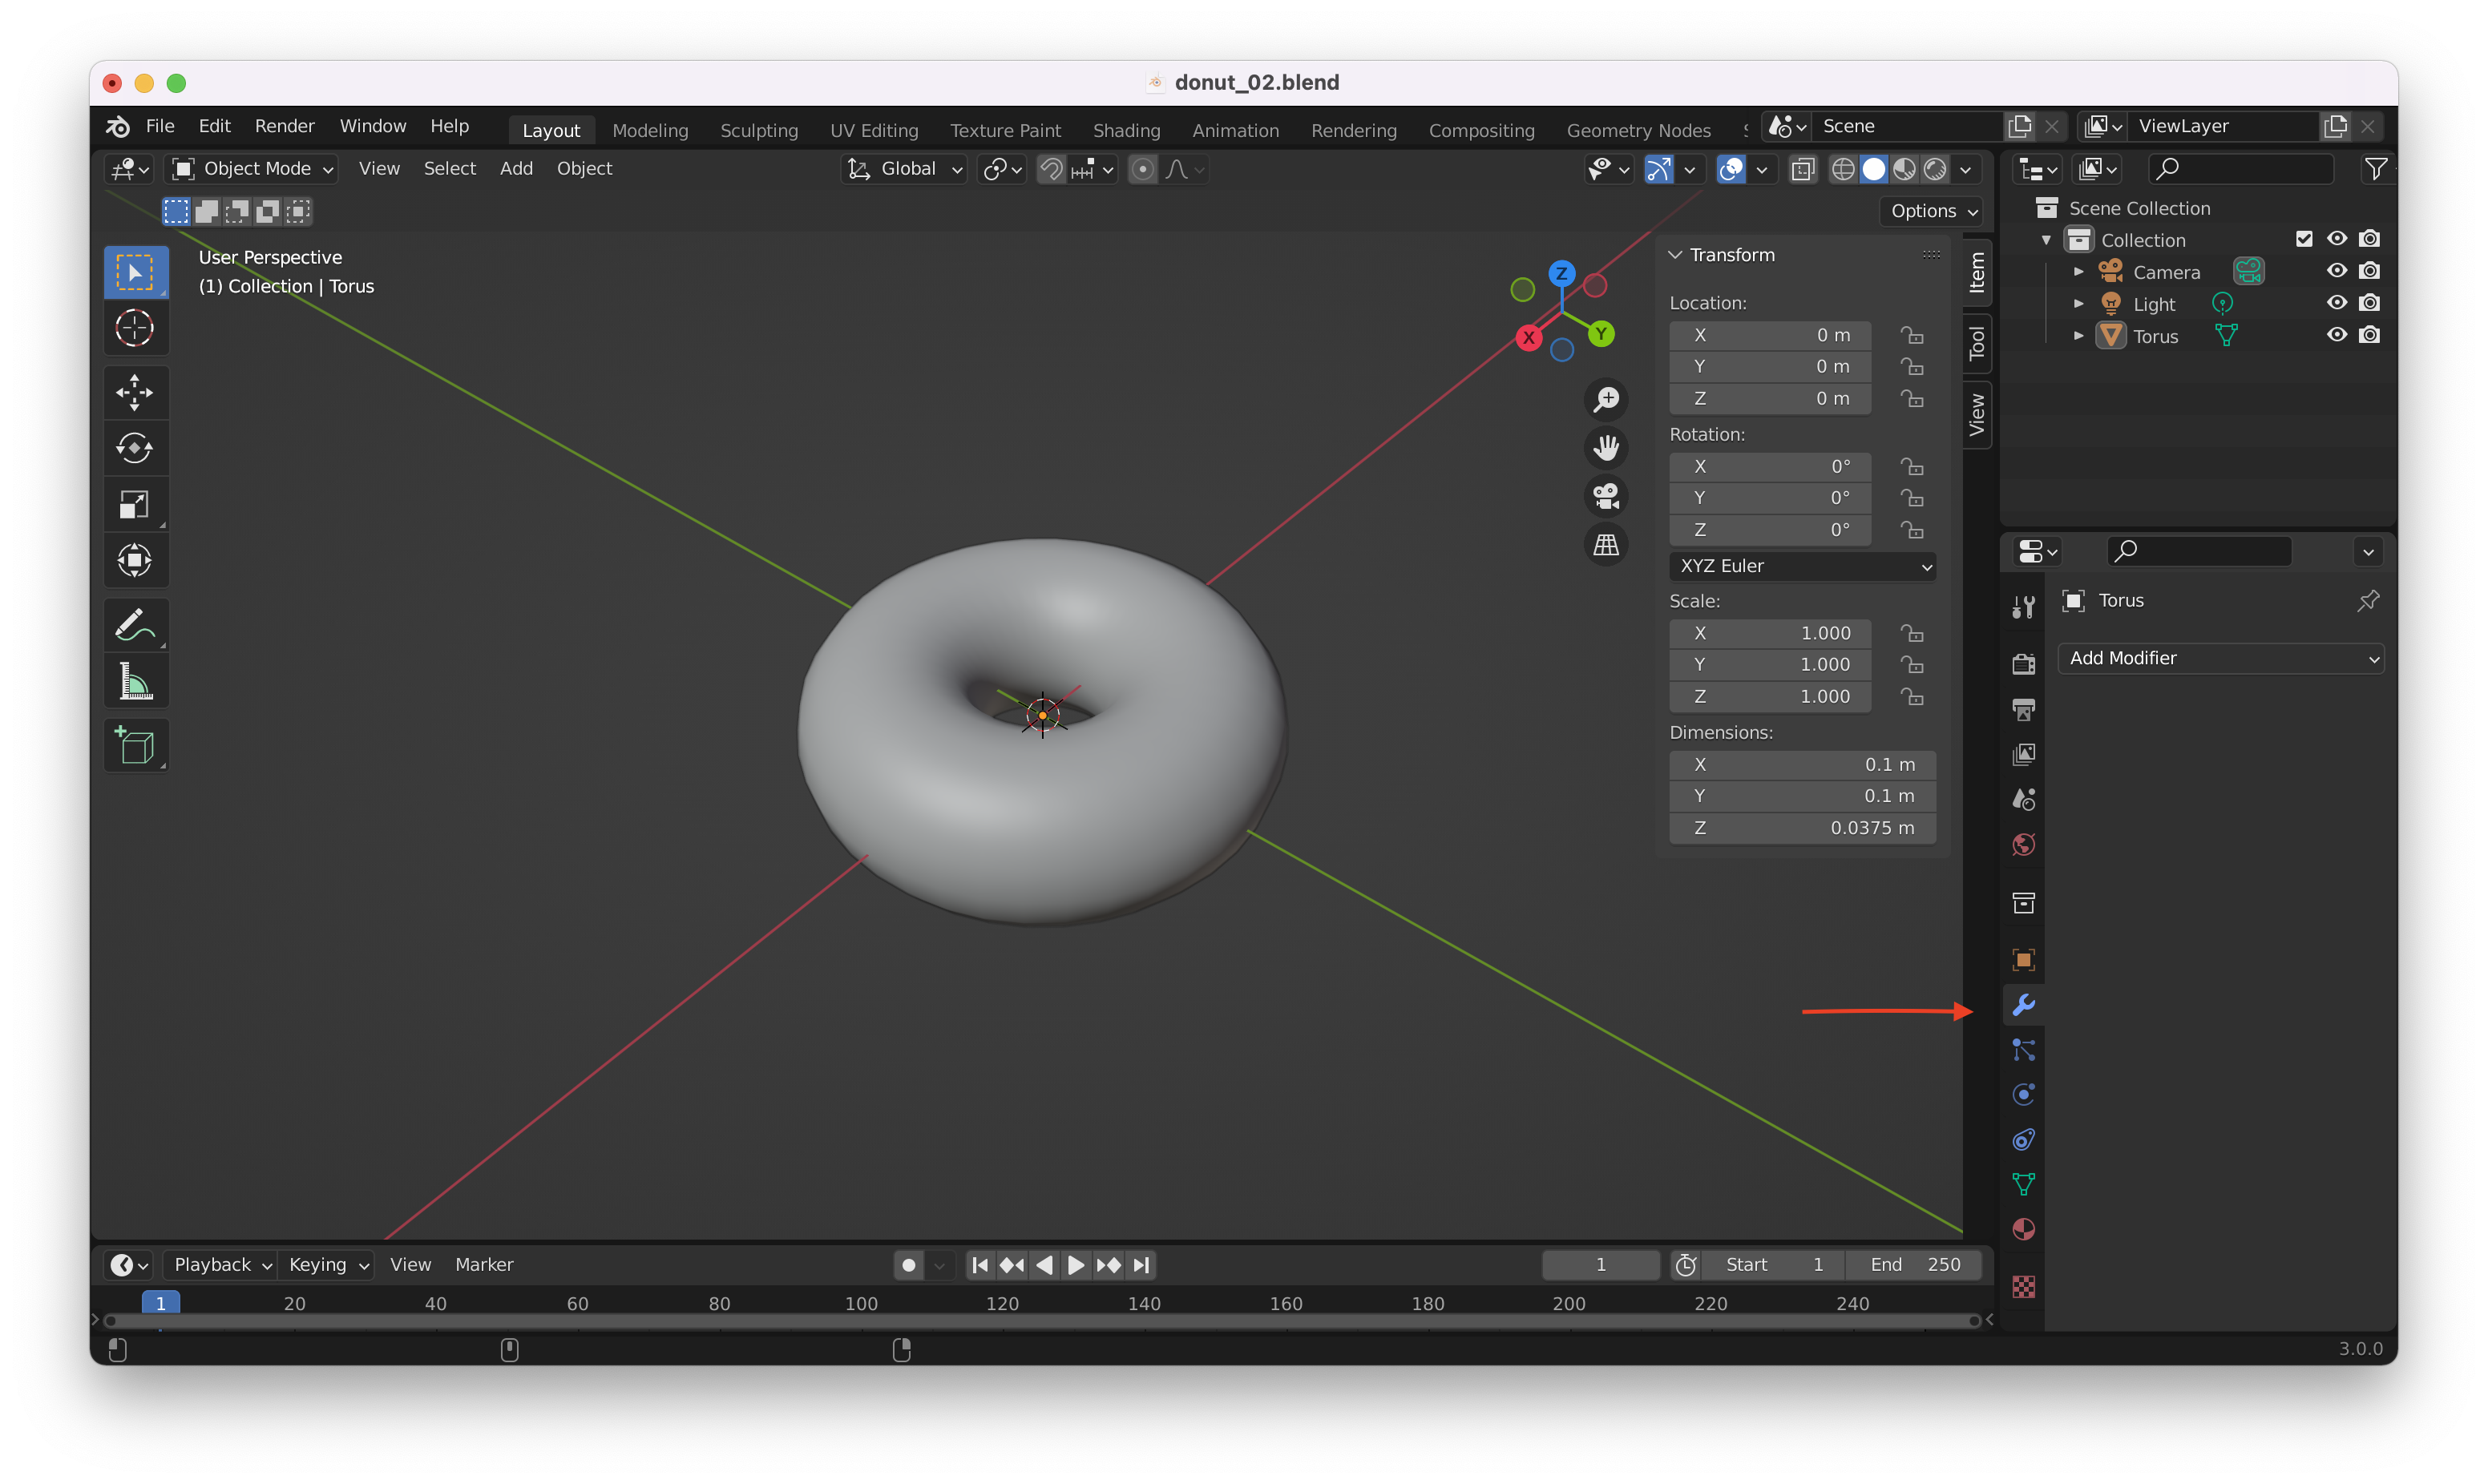 donut_02.blend
File Edit Render Window Help Layout Modeling Sculpting UV Editing Texture Paint Shading Animation Rendering Compositing Geometry Nodes Scene ViewLayer
Object Mode View Select Add Object Global
Options
User Perspective
(1) Collection | Torus
Z
Y
X
Transform
Location:
X 0 m
Y 0 m
Z 0 m
Rotation:
X 0°
Y 0°
Z 0°
XYZ Euler
Scale:
X 1.000
Y 1.000
Z 1.000
Dimensions:
X 0.1 m
Y 0.1 m
Z 0.0375 m
Item
Tool
View
Scene Collection
Collection
Camera
Light
Torus
Torus
Add Modifier
Playback Keying View Marker 1 Start 1 End 250
1 20 40 60 80 100 120 140 160 180 200 220 240
3.0.0